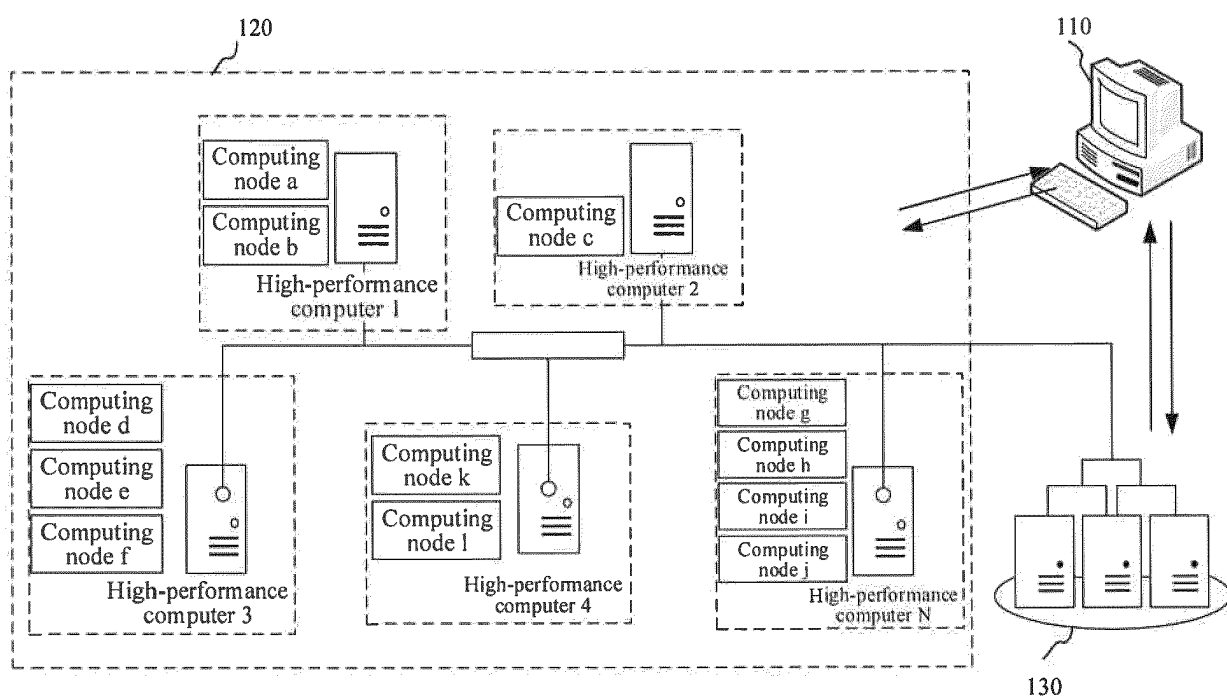 120
110
Computing
node a
Computing
node b
High-performance
computer 1
Computing
node c
High-performance
computer 2
Computing
node d
Computing
node e
Computing
node f
High-performance
computer 3
Computing
node k
Computing
node l
High-performance
computer 4
Computing
node g
Computing
node h
Computing
node i
Computing
node j
High-performance
computer N
130